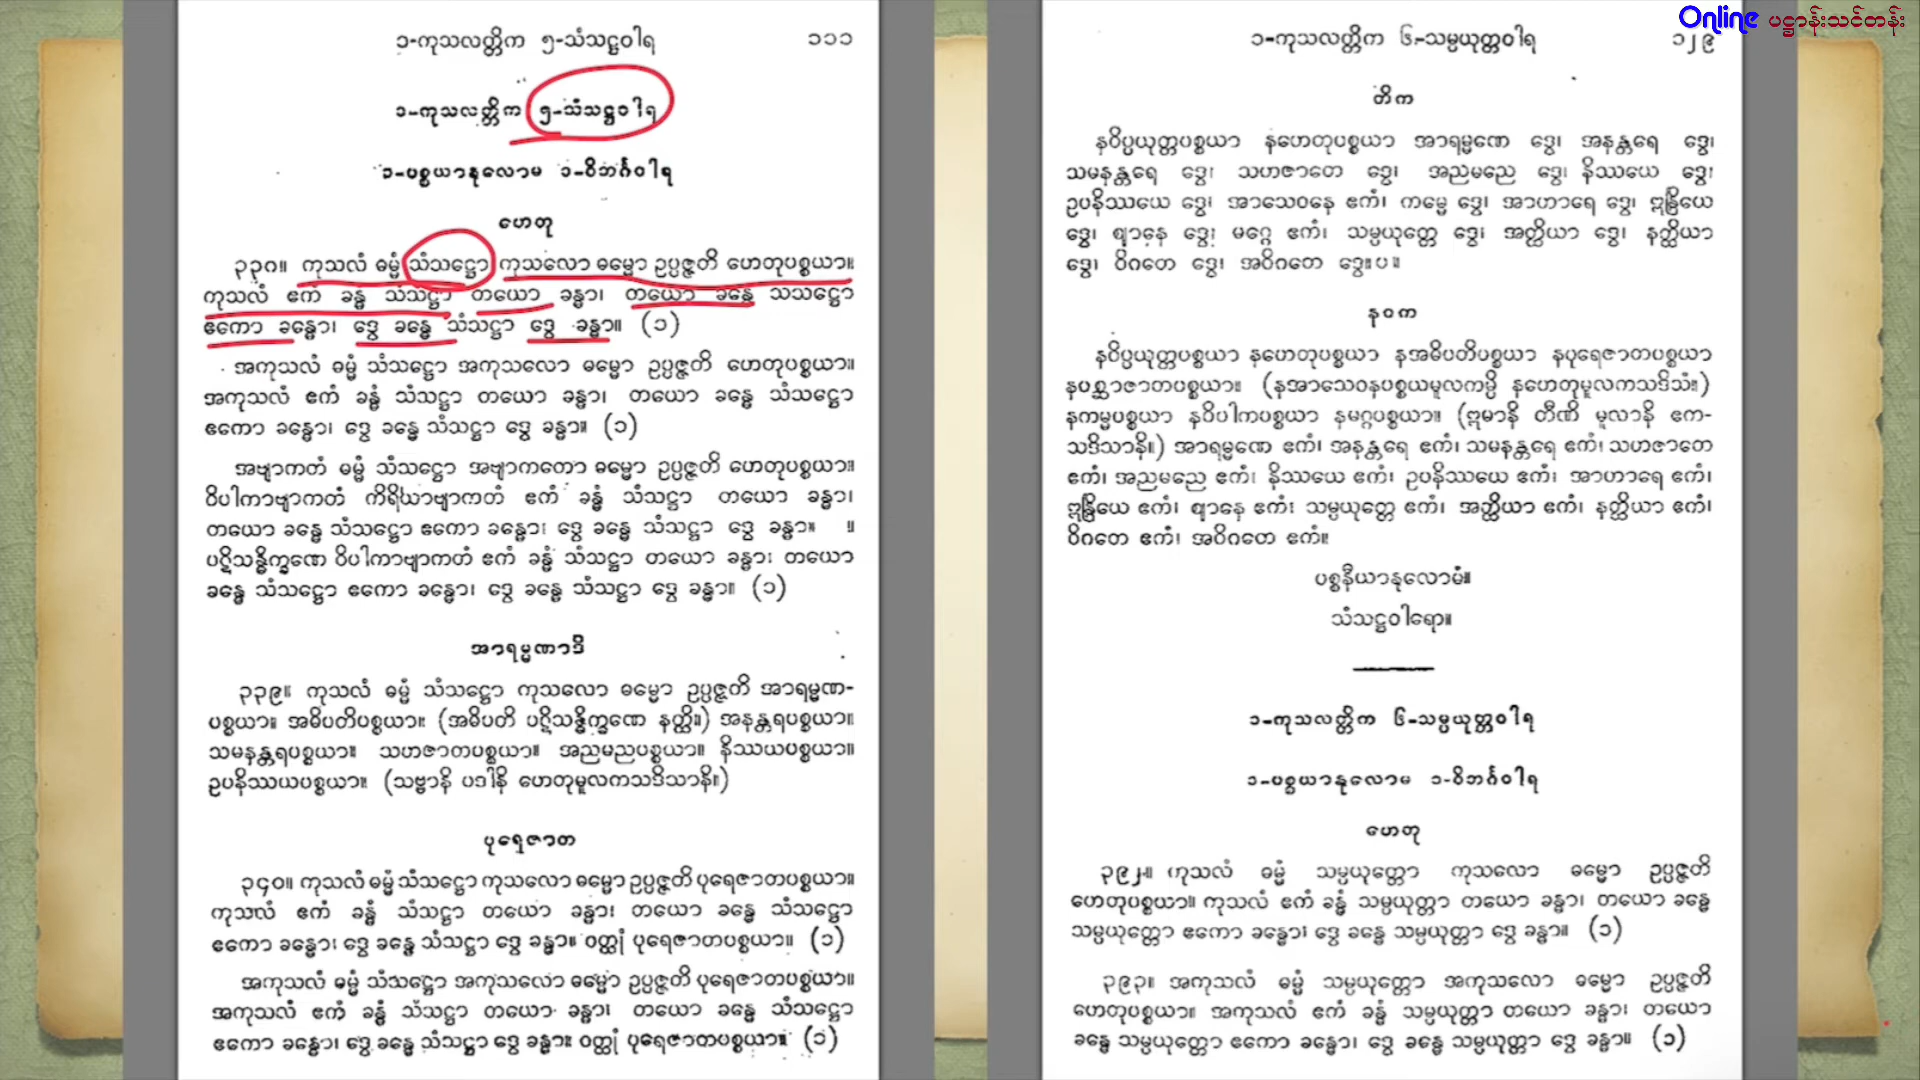 Online ပဋ္ဌာန်းသင်တန်း
၁-ကုသလတ္တိက ၅-သံသဋ္ဌဝါရ ၁၁၁
၁-ကုသလတ္တိက ၅-သံသဋ္ဌဝါရ
၁-ပစ္စယာနုလောမ ၁-ဝိဘင်္ဂဝါရ
ဟေတု
၃၃၈။ ကုသလံ ဓမ္မံ သံသဋ္ဌော ကုသလော ဓမ္မော ဥပ္ပဇ္ဇတိ ဟေတုပစ္စယာ။
ကုသလံ ဧကံ ခန္ဓံ သံသဋ္ဌာ တယော ခန္ဓာ၊ တယော ခန္ဓေ သံသဋ္ဌော
ဧကော ခန္ဓော၊ ဒွေ ခန္ဓေ သံသဋ္ဌာ ဒွေ ခန္ဓာ။ (၁)
အကုသလံ ဓမ္မံ သံသဋ္ဌော အကုသလော ဓမ္မော ဥပ္ပဇ္ဇတိ ဟေတုပစ္စယာ။
အကုသလံ ဧကံ ခန္ဓံ သံသဋ္ဌာ တယော ခန္ဓာ၊ တယော ခန္ဓေ သံသဋ္ဌော
ဧကော ခန္ဓော၊ ဒွေ ခန္ဓေ သံသဋ္ဌာ ဒွေ ခန္ဓာ။ (၁)
အဗျာကတံ ဓမ္မံ သံသဋ္ဌော အဗျာကတော ဓမ္မော ဥပ္ပဇ္ဇတိ ဟေတုပစ္စယာ။
ဝိပါကာဗျာကတံ ကိရိယာဗျာကတံ ဧကံ ခန္ဓံ သံသဋ္ဌာ တယော ခန္ဓာ၊
တယော ခန္ဓေ သံသဋ္ဌော ဧကော ခန္ဓော၊ ဒွေ ခန္ဓေ သံသဋ္ဌာ ဒွေ ခန္ဓာ။
ပဋိသန္ဓိက္ခဏေ ဝိပါကာဗျာကတံ ဧကံ ခန္ဓံ သံသဋ္ဌာ တယော ခန္ဓာ၊ တယော
ခန္ဓေ သံသဋ္ဌော ဧကော ခန္ဓော၊ ဒွေ ခန္ဓေ သံသဋ္ဌာ ဒွေ ခန္ဓာ။ (၁)
အာရမ္မဏာဒိ
၃၃၉။ ကုသလံ ဓမ္မံ သံသဋ္ဌော ကုသလော ဓမ္မော ဥပ္ပဇ္ဇတိ အာရမ္မဏ-
ပစ္စယာ။ အဓိပတိပစ္စယာ။ (အဓိပတိ ပဋိသန္ဓိက္ခဏေ နတ္ထိ။) အနန္တရပစ္စယာ။
သမနန္တရပစ္စယာ။ သဟဇာတပစ္စယာ။ အညမညပစ္စယာ။ နိဿယပစ္စယာ။
ဥပနိဿယပစ္စယာ။ (သဗ္ဗာနိ ပဒါနိ ဟေတုမူလကသဒိသာနိ။)
ပုရေဇာတ
၃၄၀။ ကုသလံ ဓမ္မံ သံသဋ္ဌော ကုသလော ဓမ္မော ဥပ္ပဇ္ဇတိ ပုရေဇာတပစ္စယာ။
ကုသလံ ဧကံ ခန္ဓံ သံသဋ္ဌာ တယော ခန္ဓာ၊ တယော ခန္ဓေ သံသဋ္ဌော
ဧကော ခန္ဓော၊ ဒွေ ခန္ဓေ သံသဋ္ဌာ ဒွေ ခန္ဓာ။ ဝတ္ထုံ ပုရေဇာတပစ္စယာ။ (၁)
အကုသလံ ဓမ္မံ သံသဋ္ဌော အကုသလော ဓမ္မော ဥပ္ပဇ္ဇတိ ပုရေဇာတပစ္စယာ။
အကုသလံ ဧကံ ခန္ဓံ သံသဋ္ဌာ တယော ခန္ဓာ၊ တယော ခန္ဓေ သံသဋ္ဌော
ဧကော ခန္ဓော၊ ဒွေ ခန္ဓေ သံသဋ္ဌာ ဒွေ ခန္ဓာ။ ဝတ္ထုံ ပုရေဇာတပစ္စယာ။ (၁)
၁-ကုသလတ္တိက ၆-သမ္ပယုတ္တဝါရ ၁၂၉
တိက
နဝိပ္ပယုတ္တပစ္စယာ နဟေတုပစ္စယာ အာရမ္မဏေ ဒွေ၊ အနန္တရေ ဒွေ၊
သမနန္တရေ ဒွေ၊ သဟဇာတေ ဒွေ၊ အညမညေ ဒွေ၊ နိဿယေ ဒွေ၊
ဥပနိဿယေ ဒွေ၊ အာသေဝနေ ဧကံ၊ ကမ္မေ ဒွေ၊ အာဟာရေ ဒွေ၊ ဣန္ဒြိယေ
ဒွေ၊ ဈာနေ ဒွေ၊ မဂ္ဂေ ဧကံ၊ သမ္ပယုတ္တေ ဒွေ၊ အတ္ထိယာ ဒွေ၊ နတ္ထိယာ
ဒွေ၊ ဝိဂတေ ဒွေ၊ အဝိဂတေ ဒွေ။ပ။
နဝက
နဝိပ္ပယုတ္တပစ္စယာ နဟေတုပစ္စယာ နအဓိပတိပစ္စယာ နပုရေဇာတပစ္စယာ
နပစ္ဆာဇာတပစ္စယာ။ (နအာသေဝနပစ္စယမူလကမ္ပိ နဟေတုမူလကသဒိသံ။)
နကမ္မပစ္စယာ နဝိပါကပစ္စယာ နမဂ္ဂပစ္စယာ။ (ဣမာနိ တီဏိ မူလာနိ ဧက-
သဒိသာနိ။) အာရမ္မဏေ ဧကံ၊ အနန္တရေ ဧကံ၊ သမနန္တရေ ဧကံ၊ သဟဇာတေ
ဧကံ၊ အညမညေ ဧကံ၊ နိဿယေ ဧကံ၊ ဥပနိဿယေ ဧကံ၊ အာဟာရေ ဧကံ၊
ဣန္ဒြိယေ ဧကံ၊ ဈာနေ ဧကံ၊ သမ္ပယုတ္တေ ဧကံ၊ အတ္ထိယာ ဧကံ၊ နတ္ထိယာ ဧကံ၊
ဝိဂတေ ဧကံ၊ အဝိဂတေ ဧကံ။
ပစ္စနီယာနုလောမံ။
သံသဋ္ဌဝါရော။
၁-ကုသလတ္တိက ၆-သမ္ပယုတ္တဝါရ
၁-ပစ္စယာနုလောမ ၁-ဝိဘင်္ဂဝါရ
ဟေတု
၃၉၂။ ကုသလံ ဓမ္မံ သမ္ပယုတ္တော ကုသလော ဓမ္မော ဥပ္ပဇ္ဇတိ
ဟေတုပစ္စယာ။ ကုသလံ ဧကံ ခန္ဓံ သမ္ပယုတ္တာ တယော ခန္ဓာ၊ တယော ခန္ဓေ
သမ္ပယုတ္တော ဧကော ခန္ဓော၊ ဒွေ ခန္ဓေ သမ္ပယုတ္တာ ဒွေ ခန္ဓာ။ (၁)
၃၉၃။ အကုသလံ ဓမ္မံ သမ္ပယုတ္တော အကုသလော ဓမ္မော ဥပ္ပဇ္ဇတိ
ဟေတုပစ္စယာ။ အကုသလံ ဧကံ ခန္ဓံ သမ္ပယုတ္တာ တယော ခန္ဓာ၊ တယော
ခန္ဓေ သမ္ပယုတ္တော ဧကော ခန္ဓော၊ ဒွေ ခန္ဓေ သမ္ပယုတ္တာ ဒွေ ခန္ဓာ။ (၁)